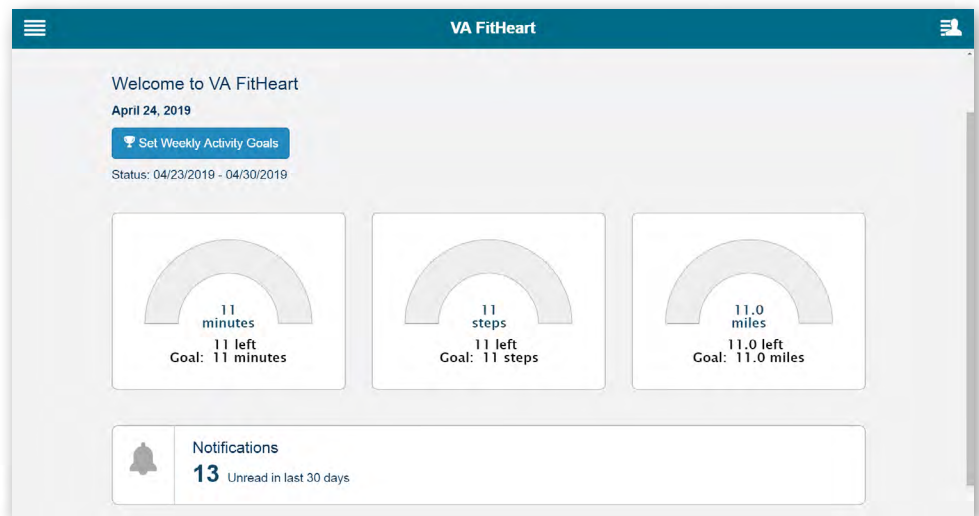 VA FitHeart
Welcome to VA FitHeart
April 24, 2019
Set Weekly Activity Goals
Status: 04/23/2019 - 04/30/2019
11
minutes
11 left
Goal: 11 minutes
11
steps
11 left
Goal: 11 steps
11.0
miles
11.0 left
Goal: 11.0 miles
Notifications
13 Unread in last 30 days